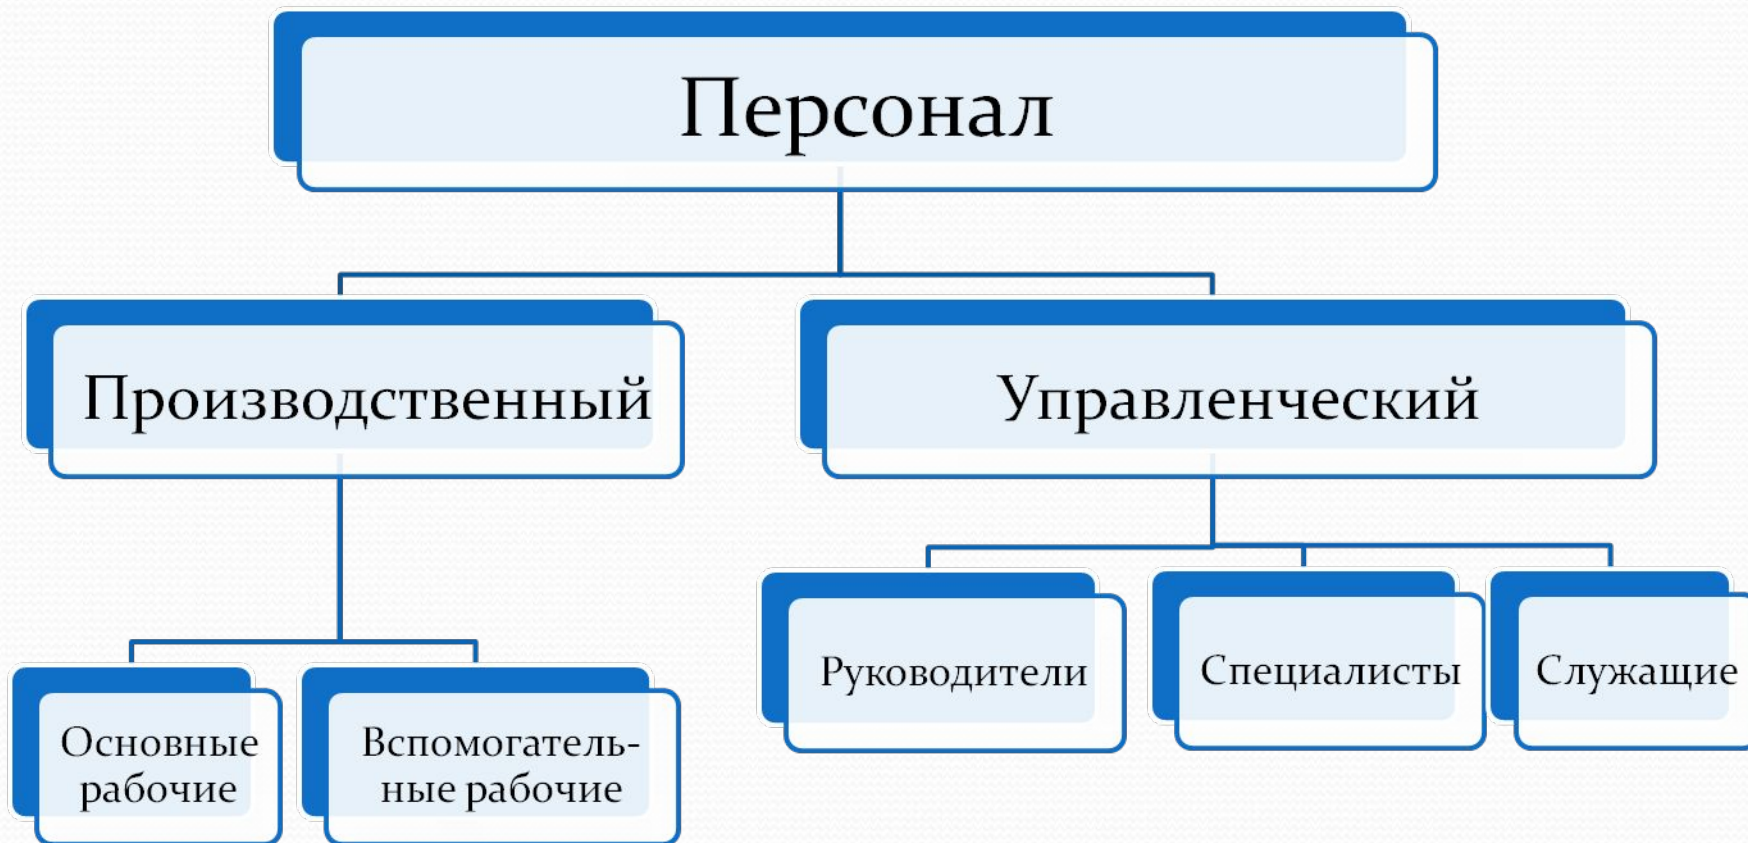 Персонал
Производственный
Управленческий
Руководители
Специалисты
Служащие
Основные
рабочие
Вспомогатель-
ные рабочие